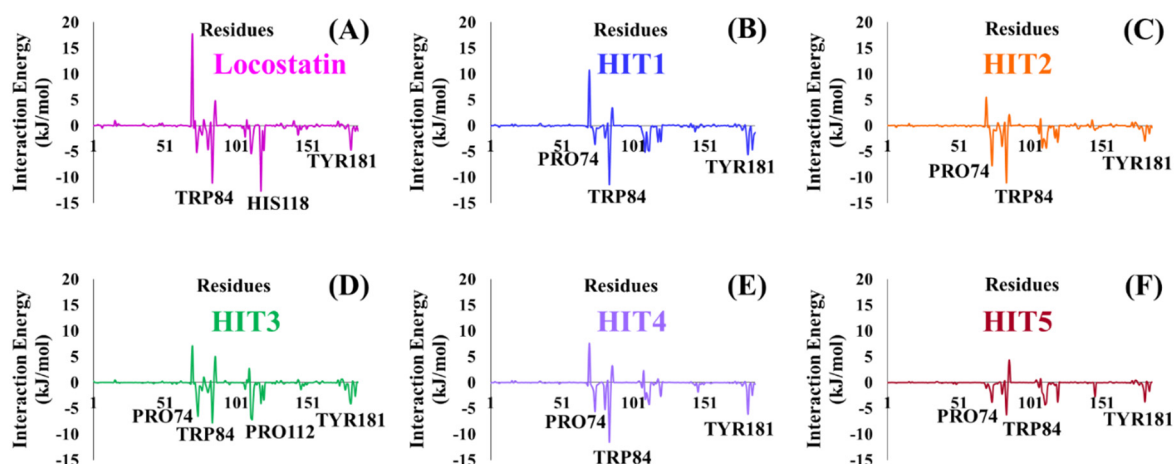 Interaction Energy
(kJ/mol)
20
15
10
5
0
-5
-10
-15
Residues
(A)
Locostatin
1
51
101
151
TRP84
HIS118
TYR181
Interaction Energy
(kJ/mol)
20
15
10
5
0
-5
-10
-15
Residues
(B)
HIT1
1
51
101
151
PRO74
TRP84
TYR181
Interaction Energy
(kJ/mol)
20
15
10
5
0
-5
-10
-15
Residues
(C)
HIT2
1
51
101
151
PRO74
TRP84
TYR181
Interaction Energy
(kJ/mol)
20
15
10
5
0
-5
-10
-15
Residues
(D)
HIT3
1
51
101
151
PRO74
TRP84
PRO112
TYR181
Interaction Energy
(kJ/mol)
20
15
10
5
0
-5
-10
-15
Residues
(E)
HIT4
1
51
101
151
PRO74
TRP84
TYR181
Interaction Energy
(kJ/mol)
20
15
10
5
0
-5
-10
-15
Residues
(F)
HIT5
1
51
101
151
PRO74
TRP84
TYR181